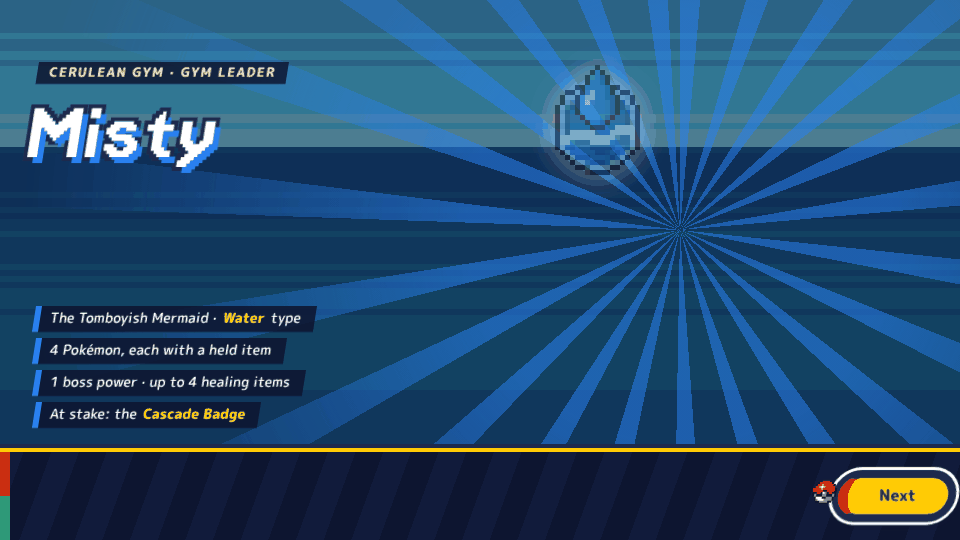 CERULEAN GYM · GYM LEADER
Misty
The Tomboyish Mermaid · Water type
4 Pokémon, each with a held item
1 boss power · up to 4 healing items
At stake: the Cascade Badge
Next